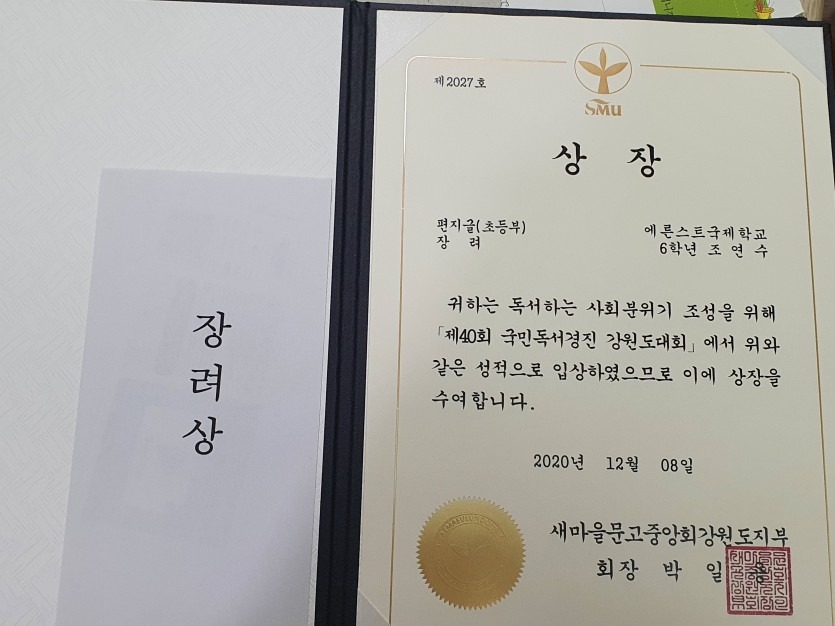 장
려
상
제2027호
SMU
상 장
편지글(초등부) 에른스트국제학교
장 려 6학년 조 연 수
귀하는 독서하는 사회분위기 조성을 위해
「제40회 국민독서경진 강원도대회」에서 위와
같은 성적으로 입상하였으므로 이에 상장을
수여합니다.
2020년 12월 08일
새마을문고중앙회강원도지부
회장 박 일